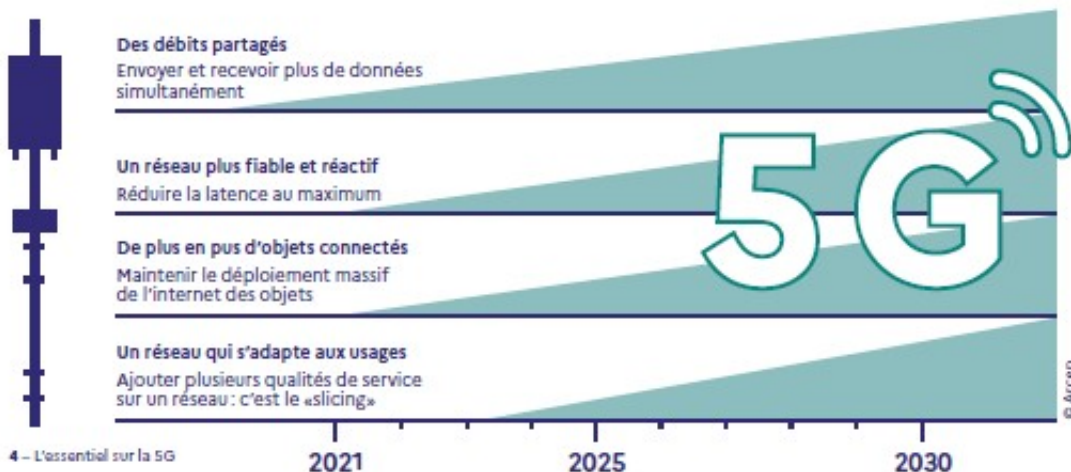 Des débits partagés
Envoyer et recevoir plus de données
simultanément
Un réseau plus fiable et réactif
Réduire la latence au maximum
5G
De plus en pus d'objets connectés
Maintenir le déploiement massif
de l'internet des objets
Un réseau qui s'adapte aux usages
Ajouter plusieurs qualités de service
sur un réseau : c'est le «slicing»
© Arcep
4 – L'essentiel sur la 5G
2021
2025
2030